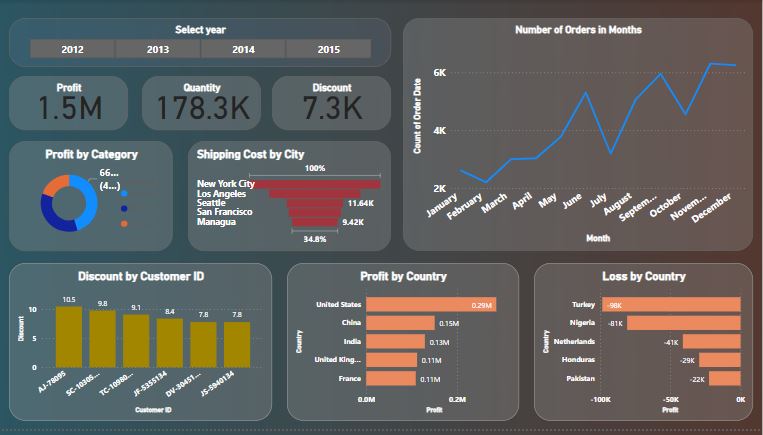 Select year
2012 2013 2014 2015
Profit
1.5M
Quantity
178.3K
Discount
7.3K
Number of Orders in Months
Count of Order Date
6K
4K
2K
January February March April May June July August Septem... October Novem... December
Month
Profit by Category
66...
(4...)
Shipping Cost by City
100%
New York City
Los Angeles
Seattle 11.64K
San Francisco
Managua 9.42K
34.8%
Discount by Customer ID
Discount
10
5
0
10.5 9.8 9.1 8.4 7.8 7.8
AJ-78095 SC-10305... TC-10980... JF-5355134 DV-30451... JS-5940134
Customer ID
Profit by Country
Country
United States 0.29M
China 0.15M
India 0.13M
United King... 0.11M
France 0.11M
0.0M 0.2M
Profit
Loss by Country
Country
Turkey -98K
Nigeria -81K
Netherlands -41K
Honduras -29K
Pakistan -22K
-100K -50K 0K
Profit